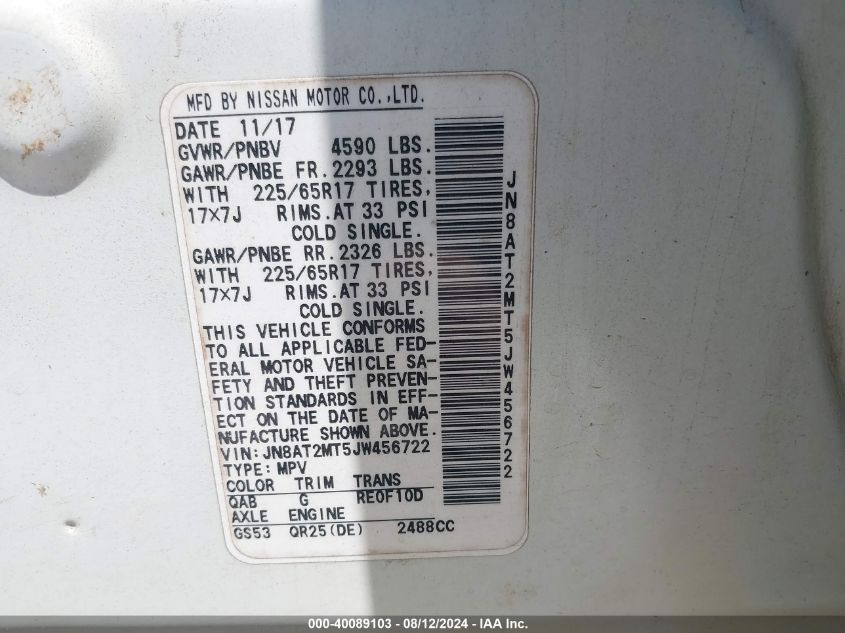 MFD BY NISSAN MOTOR CO.,LTD.
DATE 11/17
GVWR/PNBV 4590 LBS.
GAWR/PNBE FR. 2293 LBS.
WITH 225/65R17 TIRES,
17X7J RIMS.AT 33 PSI
COLD SINGLE.
GAWR/PNBE RR. 2326 LBS.
WITH 225/65R17 TIRES,
17X7J RIMS.AT 33 PSI
COLD SINGLE.
THIS VEHICLE CONFORMS
TO ALL APPLICABLE FED-
ERAL MOTOR VEHICLE SA-
FETY AND THEFT PREVEN-
TION STANDARDS IN EFF-
ECT ON THE DATE OF MA-
NUFACTURE SHOWN ABOVE.
VIN: JN8AT2MT5JW456722
TYPE: MPV
COLOR TRIM TRANS
QAB G RE0F10D
AXLE ENGINE
GS53 QR25(DE) 2488CC
JN8AT2MT5JW456722
000-40089103 - 08/12/2024 - IAA Inc.